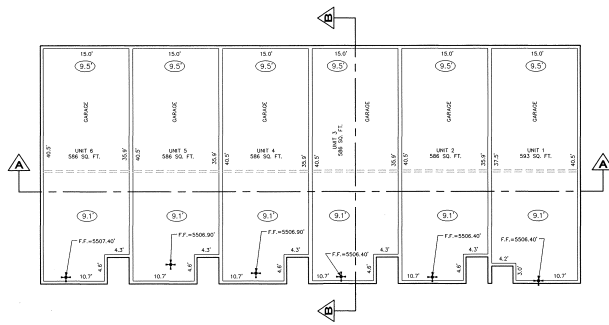 B
15.0' 15.0' 15.0' 15.0' 15.0' 15.0'
9.5' 9.5' 9.5' 9.5' 9.5' 9.5'
GARAGE GARAGE GARAGE GARAGE GARAGE GARAGE
40.5' UNIT 6 35.9' 40.5' UNIT 5 35.9' 40.5' UNIT 4 35.9' 40.5' UNIT 3 35.9' 40.5' UNIT 2 35.9' 37.5' UNIT 1 40.5'
586 SQ. FT. 586 SQ. FT. 586 SQ. FT. 586 SQ. FT. 586 SQ. FT. 593 SQ. FT.
A A
9.1' 9.1' 9.1' 9.1' 9.1' 9.1'
F.F.=5507.40' F.F.=5506.90' F.F.=5506.90' F.F.=5506.40' F.F.=5506.40' F.F.=5506.40'
4.3' 4.3' 4.3' 4.3' 4.3' 4.2'
10.7' 4.6' 10.7' 4.6' 10.7' 4.6' 10.7' 4.6' 10.7' 4.6' 3.0' 10.7'
B